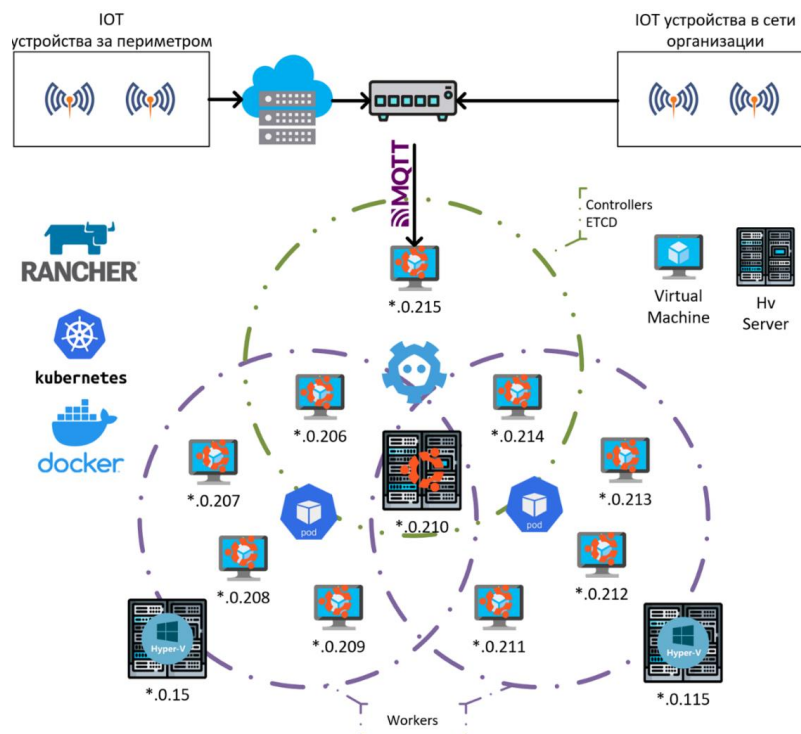 IOT
устройства за периметром
IOT устройства в сети
организации
MQTT
Controllers
ETCD
RANCHER
*.0.215
Virtual
Machine
Hv
Server
kubernetes
*.0.206
*.0.214
docker
*.0.207
*.0.213
pod
*.0.210
pod
*.0.208
*.0.212
Hyper-V
*.0.209
*.0.211
Hyper-V
*.0.15
*.0.115
Workers